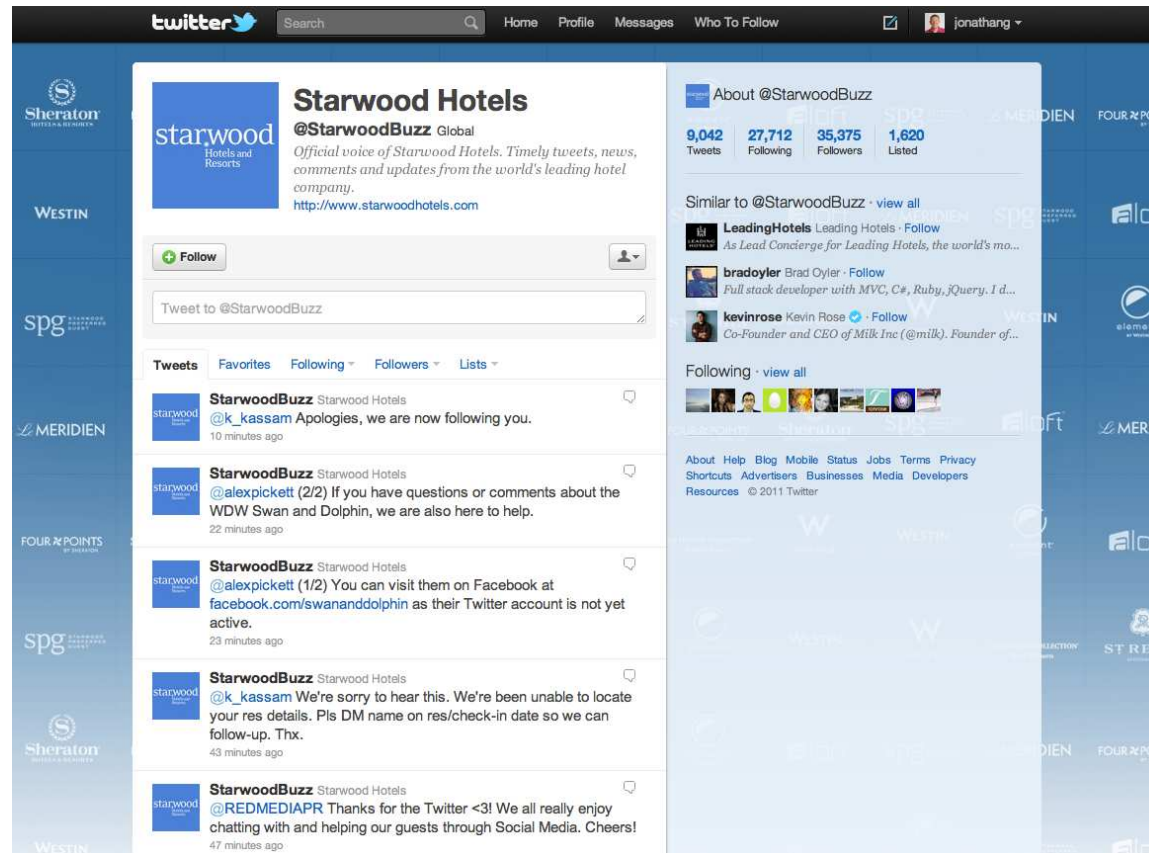 twitter
Search
Home Profile Messages Who To Follow
jonathang
Sheraton
HOTELS & RESORTS
WESTIN
spg
LE MERIDIEN
FOUR POINTS
BY SHERATON
spg
Sheraton
HOTELS & RESORTS
WESTIN
starwood
Hotels and
Resorts
Starwood Hotels
@StarwoodBuzz Global
Official voice of Starwood Hotels. Timely tweets, news,
comments and updates from the world's leading hotel
company.
http://www.starwoodhotels.com
Follow
Tweet to @StarwoodBuzz
Tweets Favorites Following Followers Lists
StarwoodBuzz Starwood Hotels
@k_kassam Apologies, we are now following you.
10 minutes ago
StarwoodBuzz Starwood Hotels
@alexpickett (2/2) If you have questions or comments about the
WDW Swan and Dolphin, we are also here to help.
22 minutes ago
StarwoodBuzz Starwood Hotels
@alexpickett (1/2) You can visit them on Facebook at
facebook.com/swananddolphin as their Twitter account is not yet
active.
23 minutes ago
StarwoodBuzz Starwood Hotels
@k_kassam We're sorry to hear this. We're been unable to locate
your res details. Pls DM name on res/check-in date so we can
follow-up. Thx.
43 minutes ago
StarwoodBuzz Starwood Hotels
@REDMEDIAPR Thanks for the Twitter <3! We all really enjoy
chatting with and helping our guests through Social Media. Cheers!
47 minutes ago
About @StarwoodBuzz
9,042 27,712 35,375 1,620
Tweets Following Followers Listed
Similar to @StarwoodBuzz · view all
LeadingHotels Leading Hotels · Follow
As Lead Concierge for Leading Hotels, the world's mo...
bradoyler Brad Oyler · Follow
Full stack developer with MVC, C#, Ruby, jQuery. I d...
kevinrose Kevin Rose · Follow
Co-Founder and CEO of Milk Inc (@milk). Founder of...
Following · view all
About Help Blog Mobile Status Jobs Terms Privacy
Shortcuts Advertisers Businesses Media Developers
Resources © 2011 Twitter